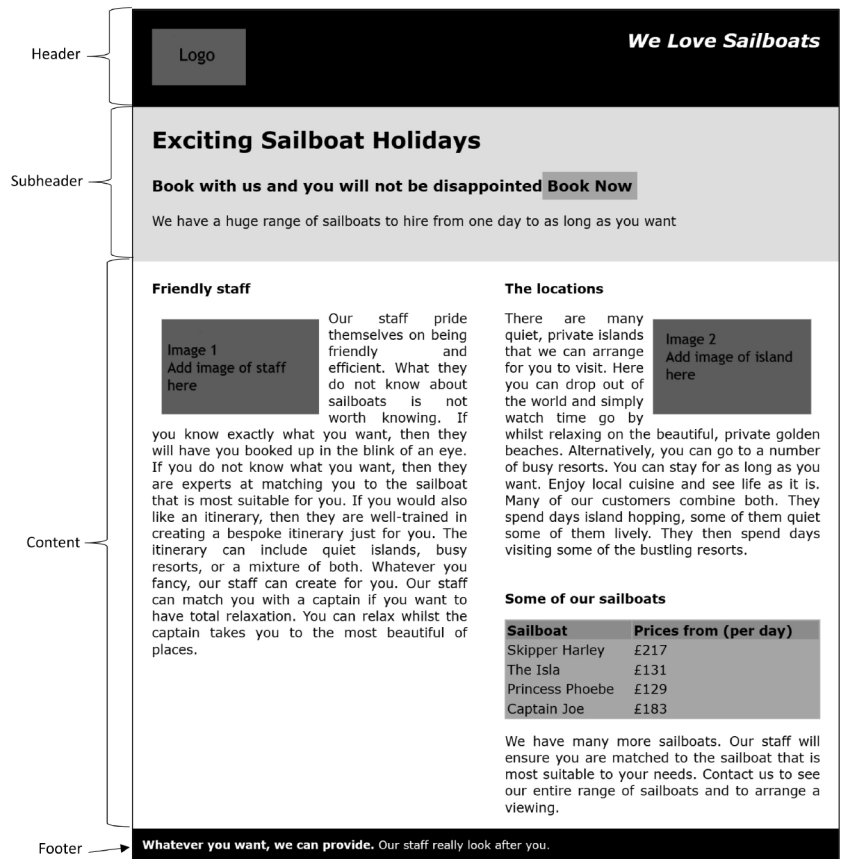 Header
Logo
We Love Sailboats
Subheader
Exciting Sailboat Holidays
Book with us and you will not be disappointed Book Now
We have a huge range of sailboats to hire from one day to as long as you want
Content
Friendly staff
Image 1
Add image of staff
here
Our staff pride
themselves on being
friendly and
efficient. What they
do not know about
sailboats is not
worth knowing. If
you know exactly what you want, then they
will have you booked up in the blink of an eye.
If you do not know what you want, then they
are experts at matching you to the sailboat
that is most suitable for you. If you would also
like an itinerary, then they are well-trained in
creating a bespoke itinerary just for you. The
itinerary can include quiet islands, busy
resorts, or a mixture of both. Whatever you
fancy, our staff can create for you. Our staff
can match you with a captain if you want to
have total relaxation. You can relax whilst the
captain takes you to the most beautiful of
places.
The locations
There are many
quiet, private islands
that we can arrange
for you to visit. Here
you can drop out of
the world and simply
watch time go by
Image 2
Add image of island
here
whilst relaxing on the beautiful, private golden
beaches. Alternatively, you can go to a number
of busy resorts. You can stay for as long as you
want. Enjoy local cuisine and see life as it is.
Many of our customers combine both. They
spend days island hopping, some of them quiet
some of them lively. They then spend days
visiting some of the bustling resorts.
Some of our sailboats
Sailboat Prices from (per day)
Skipper Harley £217
The Isla £131
Princess Phoebe £129
Captain Joe £183
We have many more sailboats. Our staff will
ensure you are matched to the sailboat that is
most suitable to your needs. Contact us to see
our entire range of sailboats and to arrange a
viewing.
Footer
Whatever you want, we can provide. Our staff really look after you.